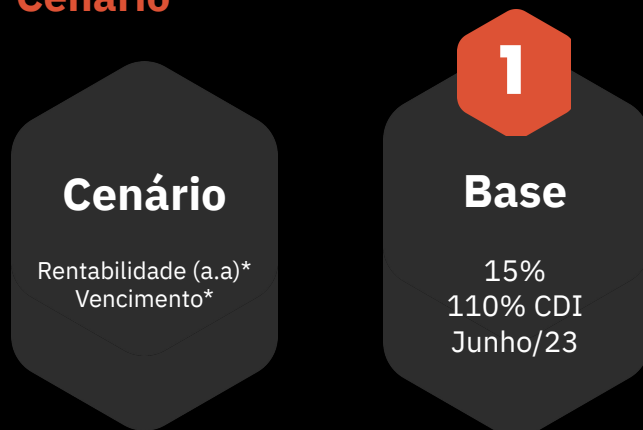 Cenário
Cenário
Rentabilidade (a.a)*
Vencimento*
1
Base
15%
110% CDI
Junho/23